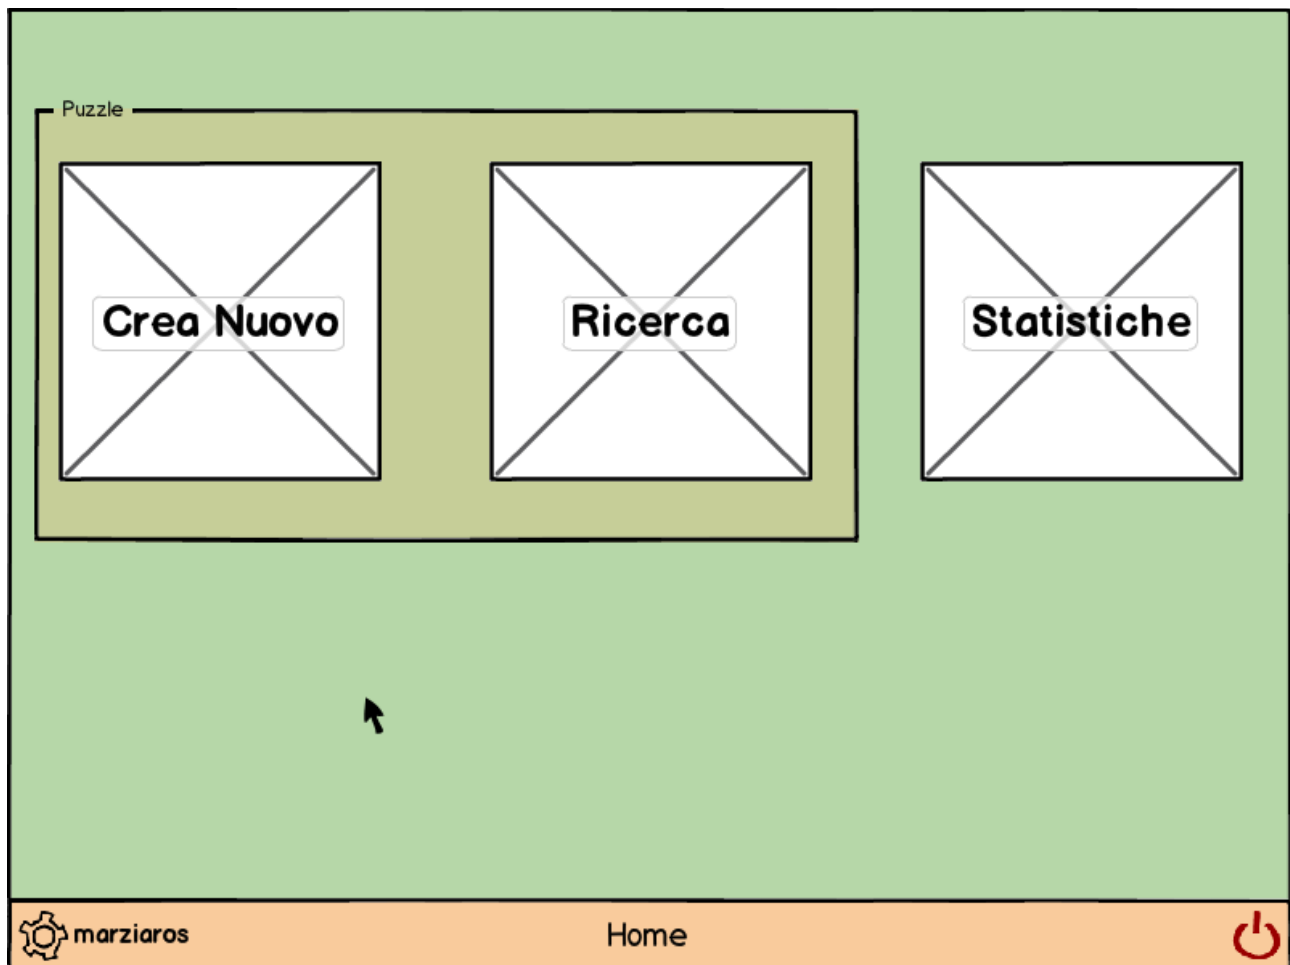 Puzzle
Crea Nuovo
Ricerca
Statistiche
marziaros
Home